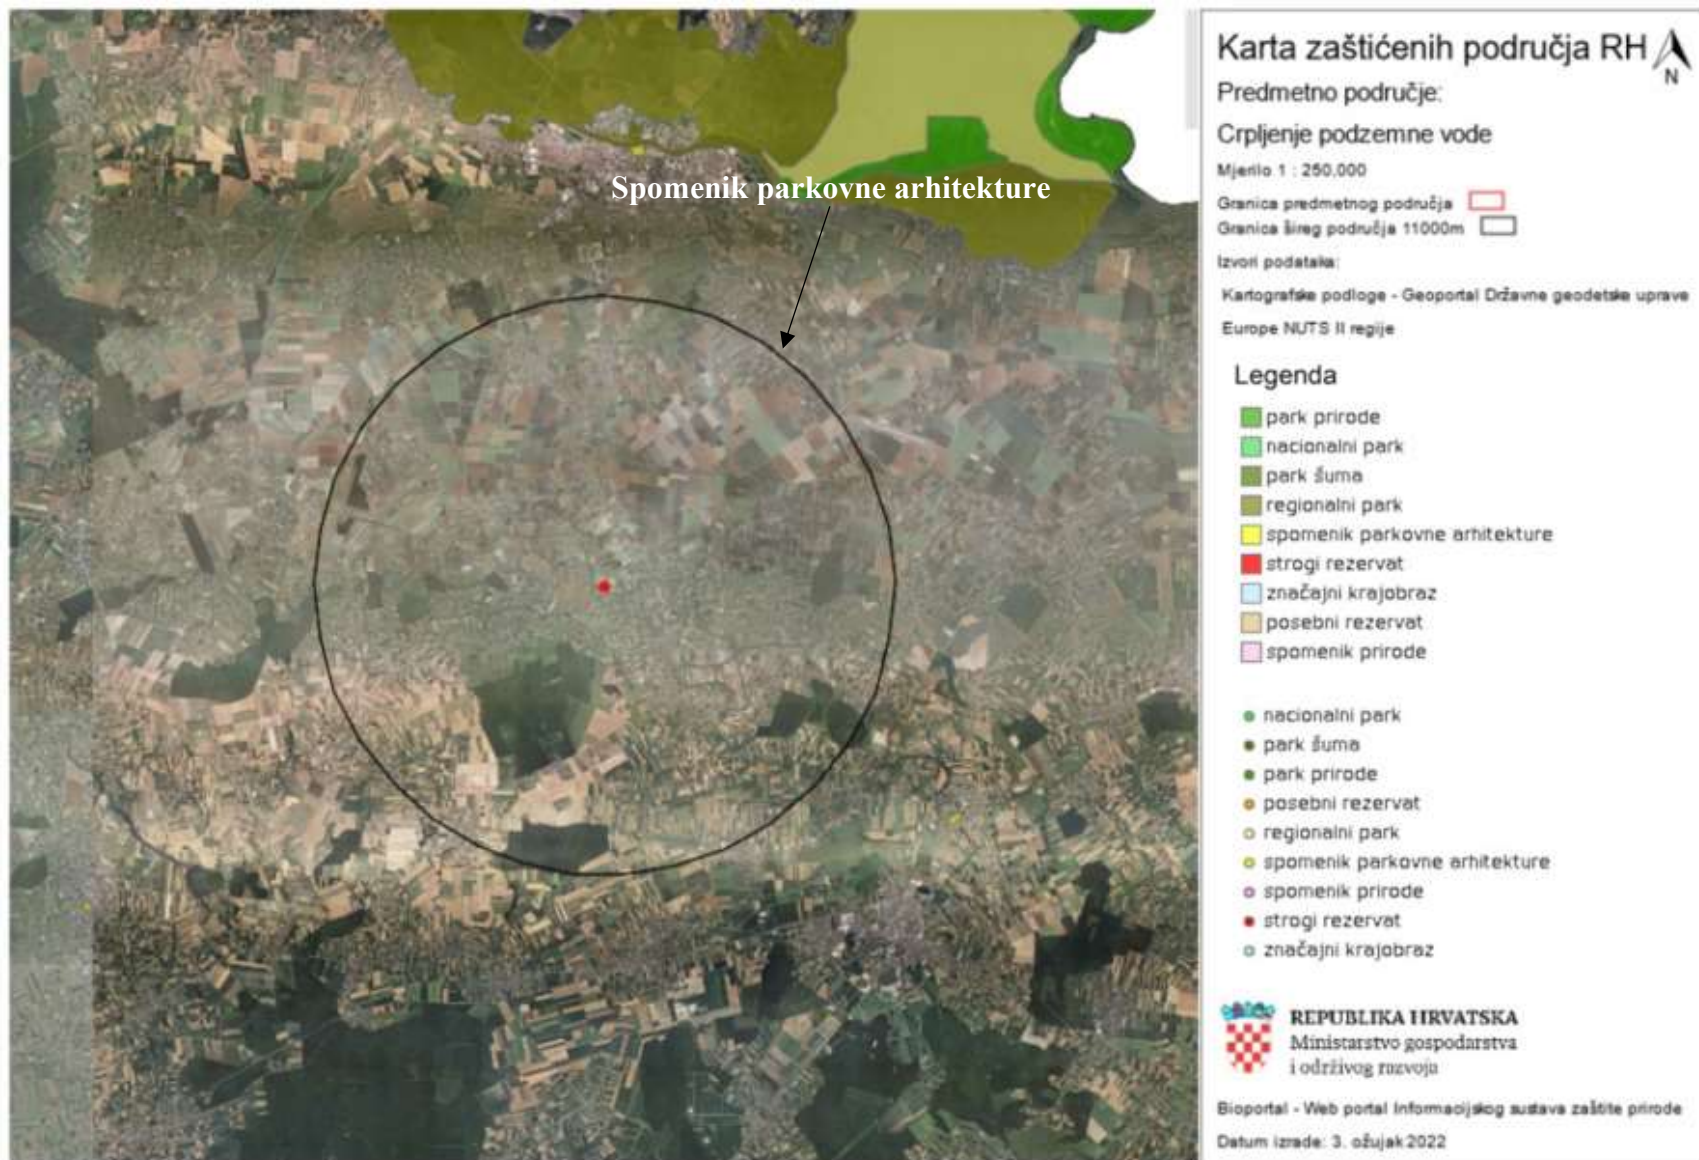 Spomenik parkovne arhitekture
Karta zaštićenih područja RH
N
Predmetno područje:
Crpljenje podzemne vode
Mjerilo 1 : 250,000
Granica predmetnog područja
Granica šireg područja 11000m
Izvori podataka:
Kartografske podloge - Geoportal Državne geodetske uprave
Europe NUTS II regije
Legenda
park prirode
nacionalni park
park šuma
regionalni park
spomenik parkovne arhitekture
strogi rezervat
značajni krajobraz
posebni rezervat
spomenik prirode
nacionalni park
park šuma
park prirode
posebni rezervat
regionalni park
spomenik parkovne arhitekture
spomenik prirode
strogi rezervat
značajni krajobraz
REPUBLIKA HRVATSKA
Ministarstvo gospodarstva
i održivog razvoja
Bioportal - Web portal Informacijskog sustava zaštite prirode
Datum izrade: 3. ožujak 2022